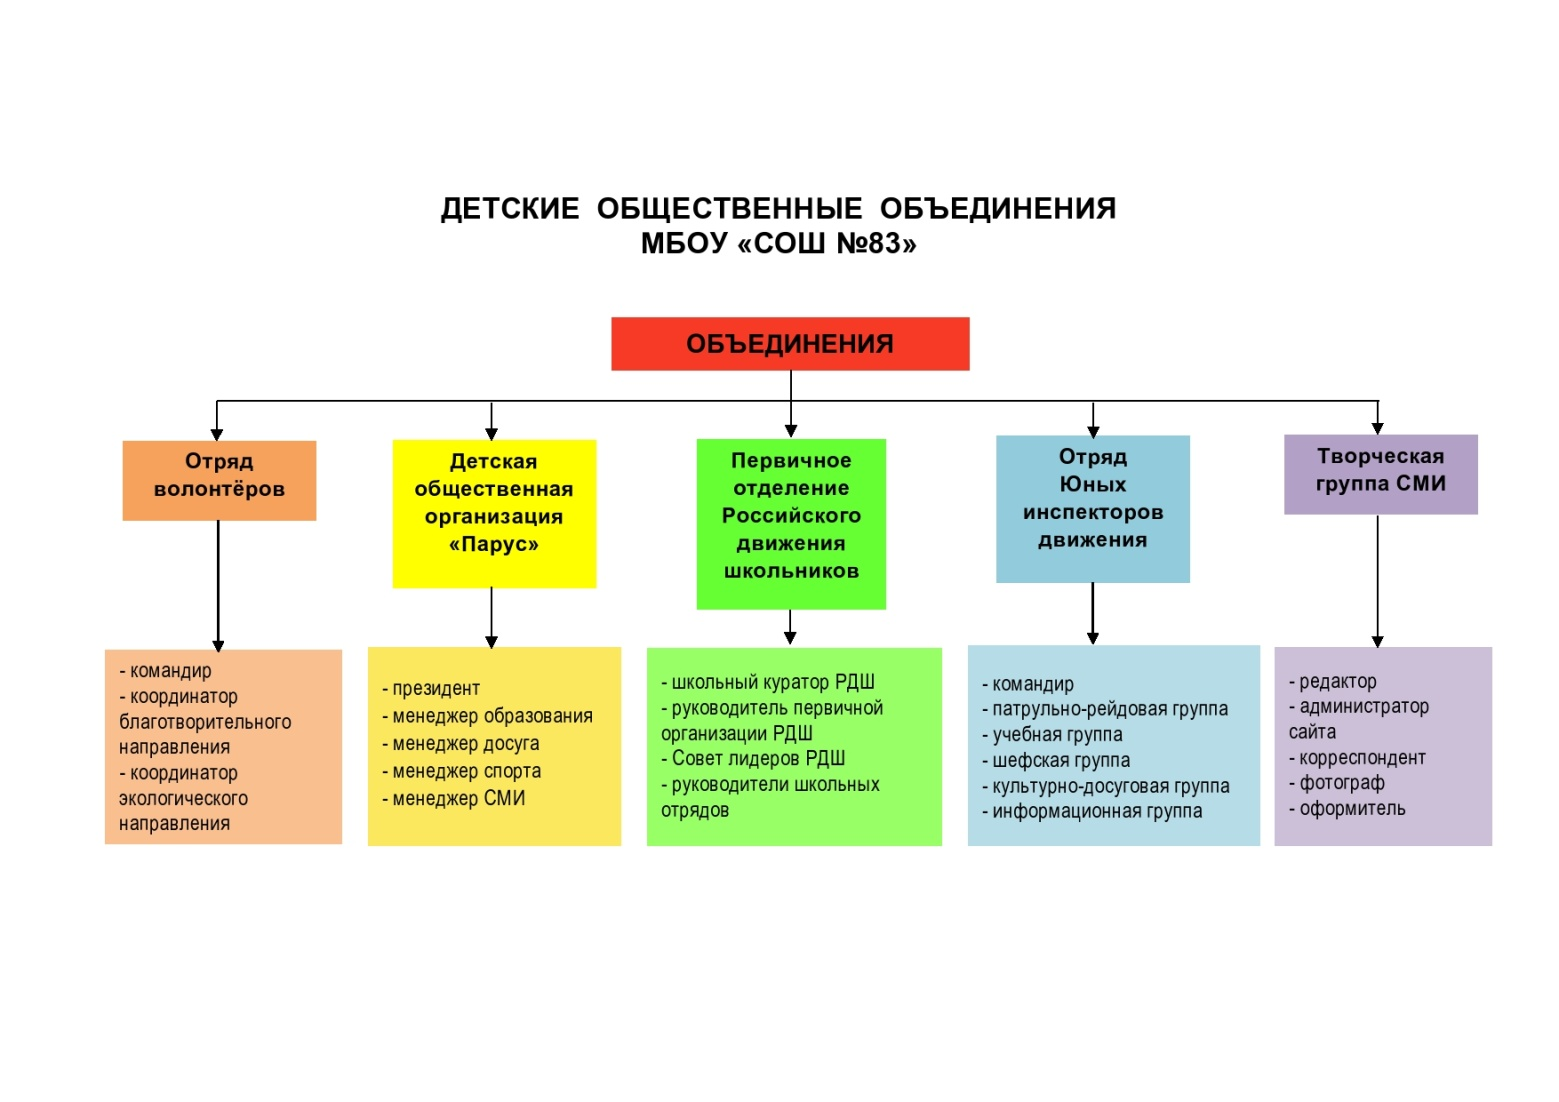 ДЕТСКИЕ ОБЩЕСТВЕННЫЕ ОБЪЕДИНЕНИЯ
МБОУ «СОШ №83»
ОБЪЕДИНЕНИЯ
Отряд
волонтёров
Детская
общественная
организация
«Парус»
Первичное
отделение
Российского
движения
школьников
Отряд
Юных
инспекторов
движения
Творческая
группа СМИ
- командир
- координатор
благотворительного
направления
- координатор
экологического
направления
- президент
- менеджер образования
- менеджер досуга
- менеджер спорта
- менеджер СМИ
- школьный куратор РДШ
- руководитель первичной
организации РДШ
- Совет лидеров РДШ
- руководители школьных
отрядов
- командир
- патрульно-рейдовая группа
- учебная группа
- шефская группа
- культурно-досуговая группа
- информационная группа
- редактор
- администратор
сайта
- корреспондент
- фотограф
- оформитель